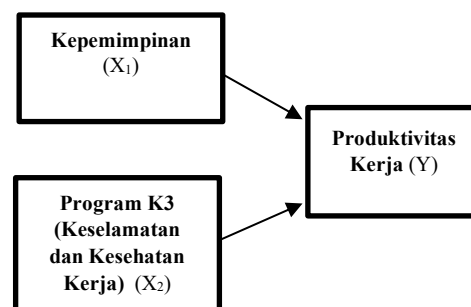 Kepemimpinan
(X₁)
Produktivitas
Kerja (Y)
Program K3
(Keselamatan
dan Kesehatan
Kerja) (X₂)